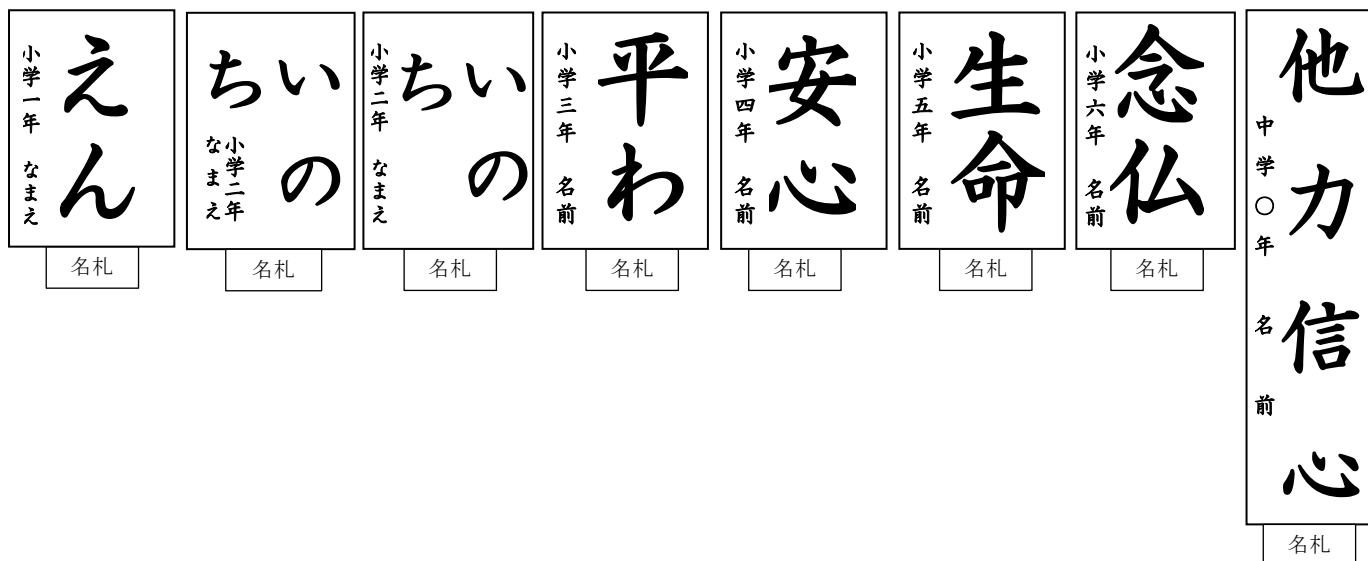 えん
小学一年 なまえ
名札
いの
ち
小学二年
なまえ
名札
いの
ち
小学二年 なまえ
名札
平わ
小学三年 名前
名札
安心
小学四年 名前
名札
生命
小学五年 名前
名札
念仏
小学六年 名前
名札
他力信心
中学〇年 名前
名札